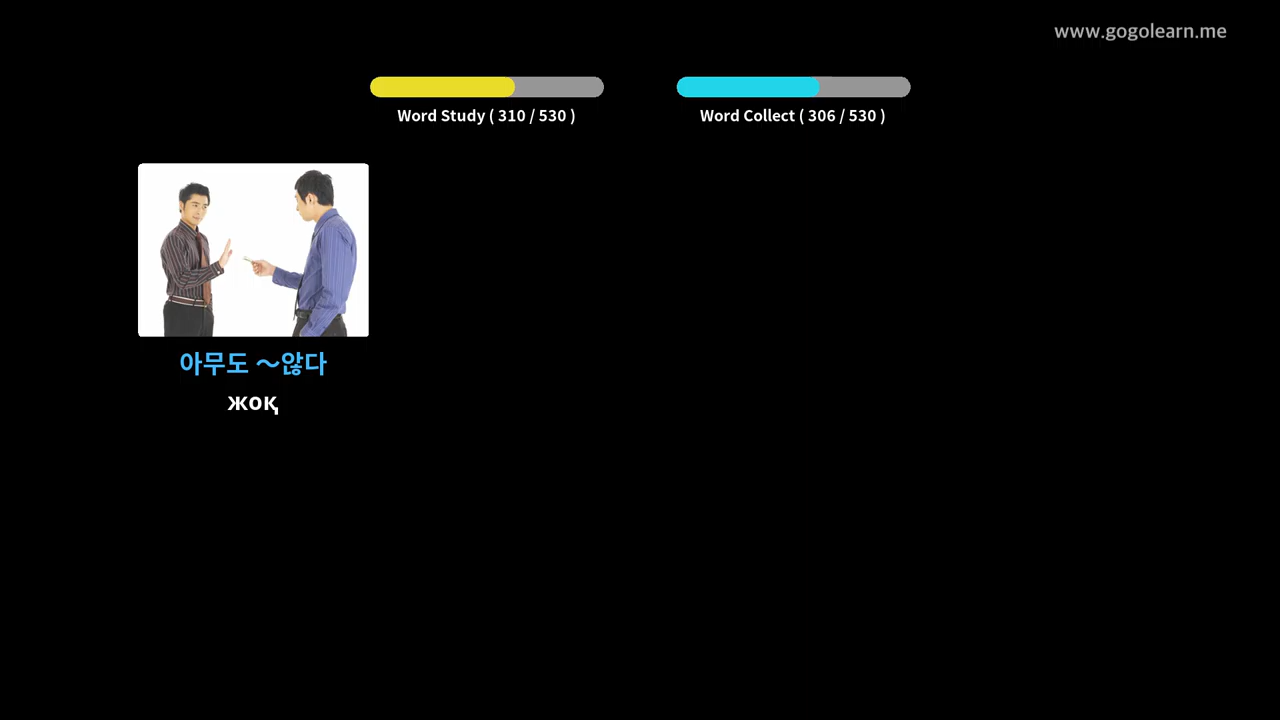 www.gogolearn.me
Word Study ( 310 / 530 )
Word Collect ( 306 / 530 )
아무도 ～않다
жоқ